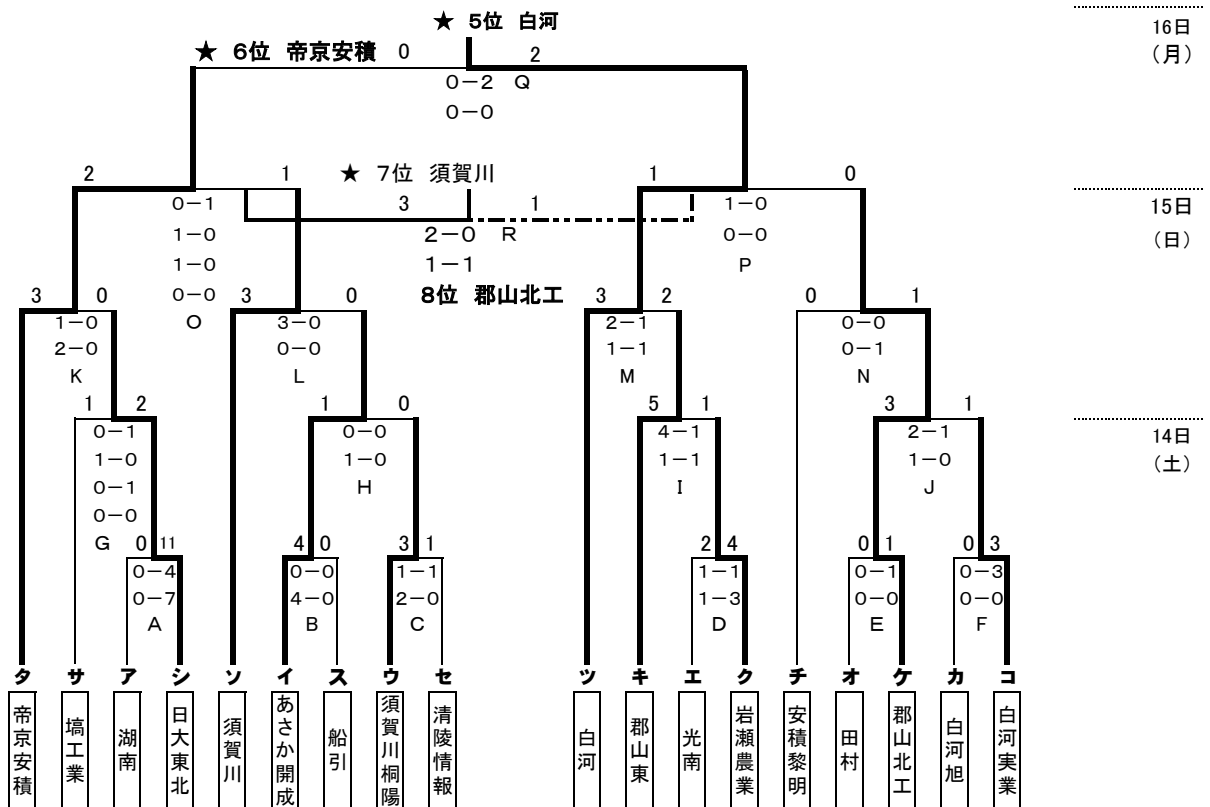 ★ 5位 白河
16日
(月)
★ 6位 帝京安積 0 2
0-2 Q
0-0
2 1 ★ 7位 須賀川 1 0
0-1 3 1 1-0 15日
1-0 2-0 R 0-0 (日)
1-0 1-1 P
0-0 8位 郡山北工
O
3 0 3 0 3 2 0 1
1-0 3-0 2-1 0-0
2-0 0-0 1-1 0-1
K L M N
1 2 1 0 5 1 3 1
0-1 0-0 4-1 2-1 14日
1-0 1-0 1-1 1-0 (土)
0-1 H I J
0-0
G
0 11 4 0 3 1 2 4 0 1 0 3
0-4 0-0 1-1 1-1 0-1 0-3
0-7 4-0 2-0 1-3 0-0 0-0
A B C D E F
タ サ ア シ ソ イ ス ウ セ ツ キ エ ク チ オ ケ カ コ
帝京安積
塙工業
湖南
日大東北
須賀川
あさか開成
船引
須賀川桐陽
清陵情報
白河
郡山東
光南
岩瀬農業
安積黎明
田村
郡山北工
白河旭
白河実業